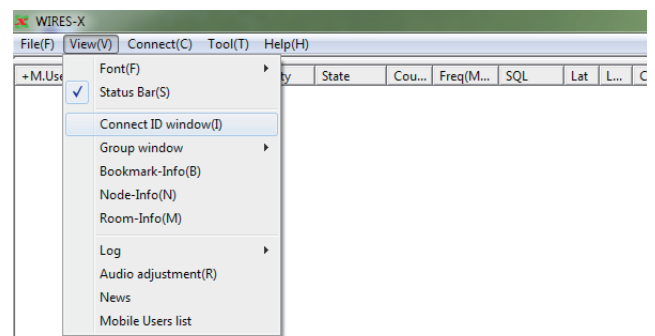 WIRES-X
File(F) View(V) Connect(C) Tool(T) Help(H)
+M.Use ty State Cou... Freq(M... SQL Lat L... C
Font(F)
Status Bar(S)
Connect ID window(I)
Group window
Bookmark-Info(B)
Node-Info(N)
Room-Info(M)
Log
Audio adjustment(R)
News
Mobile Users list